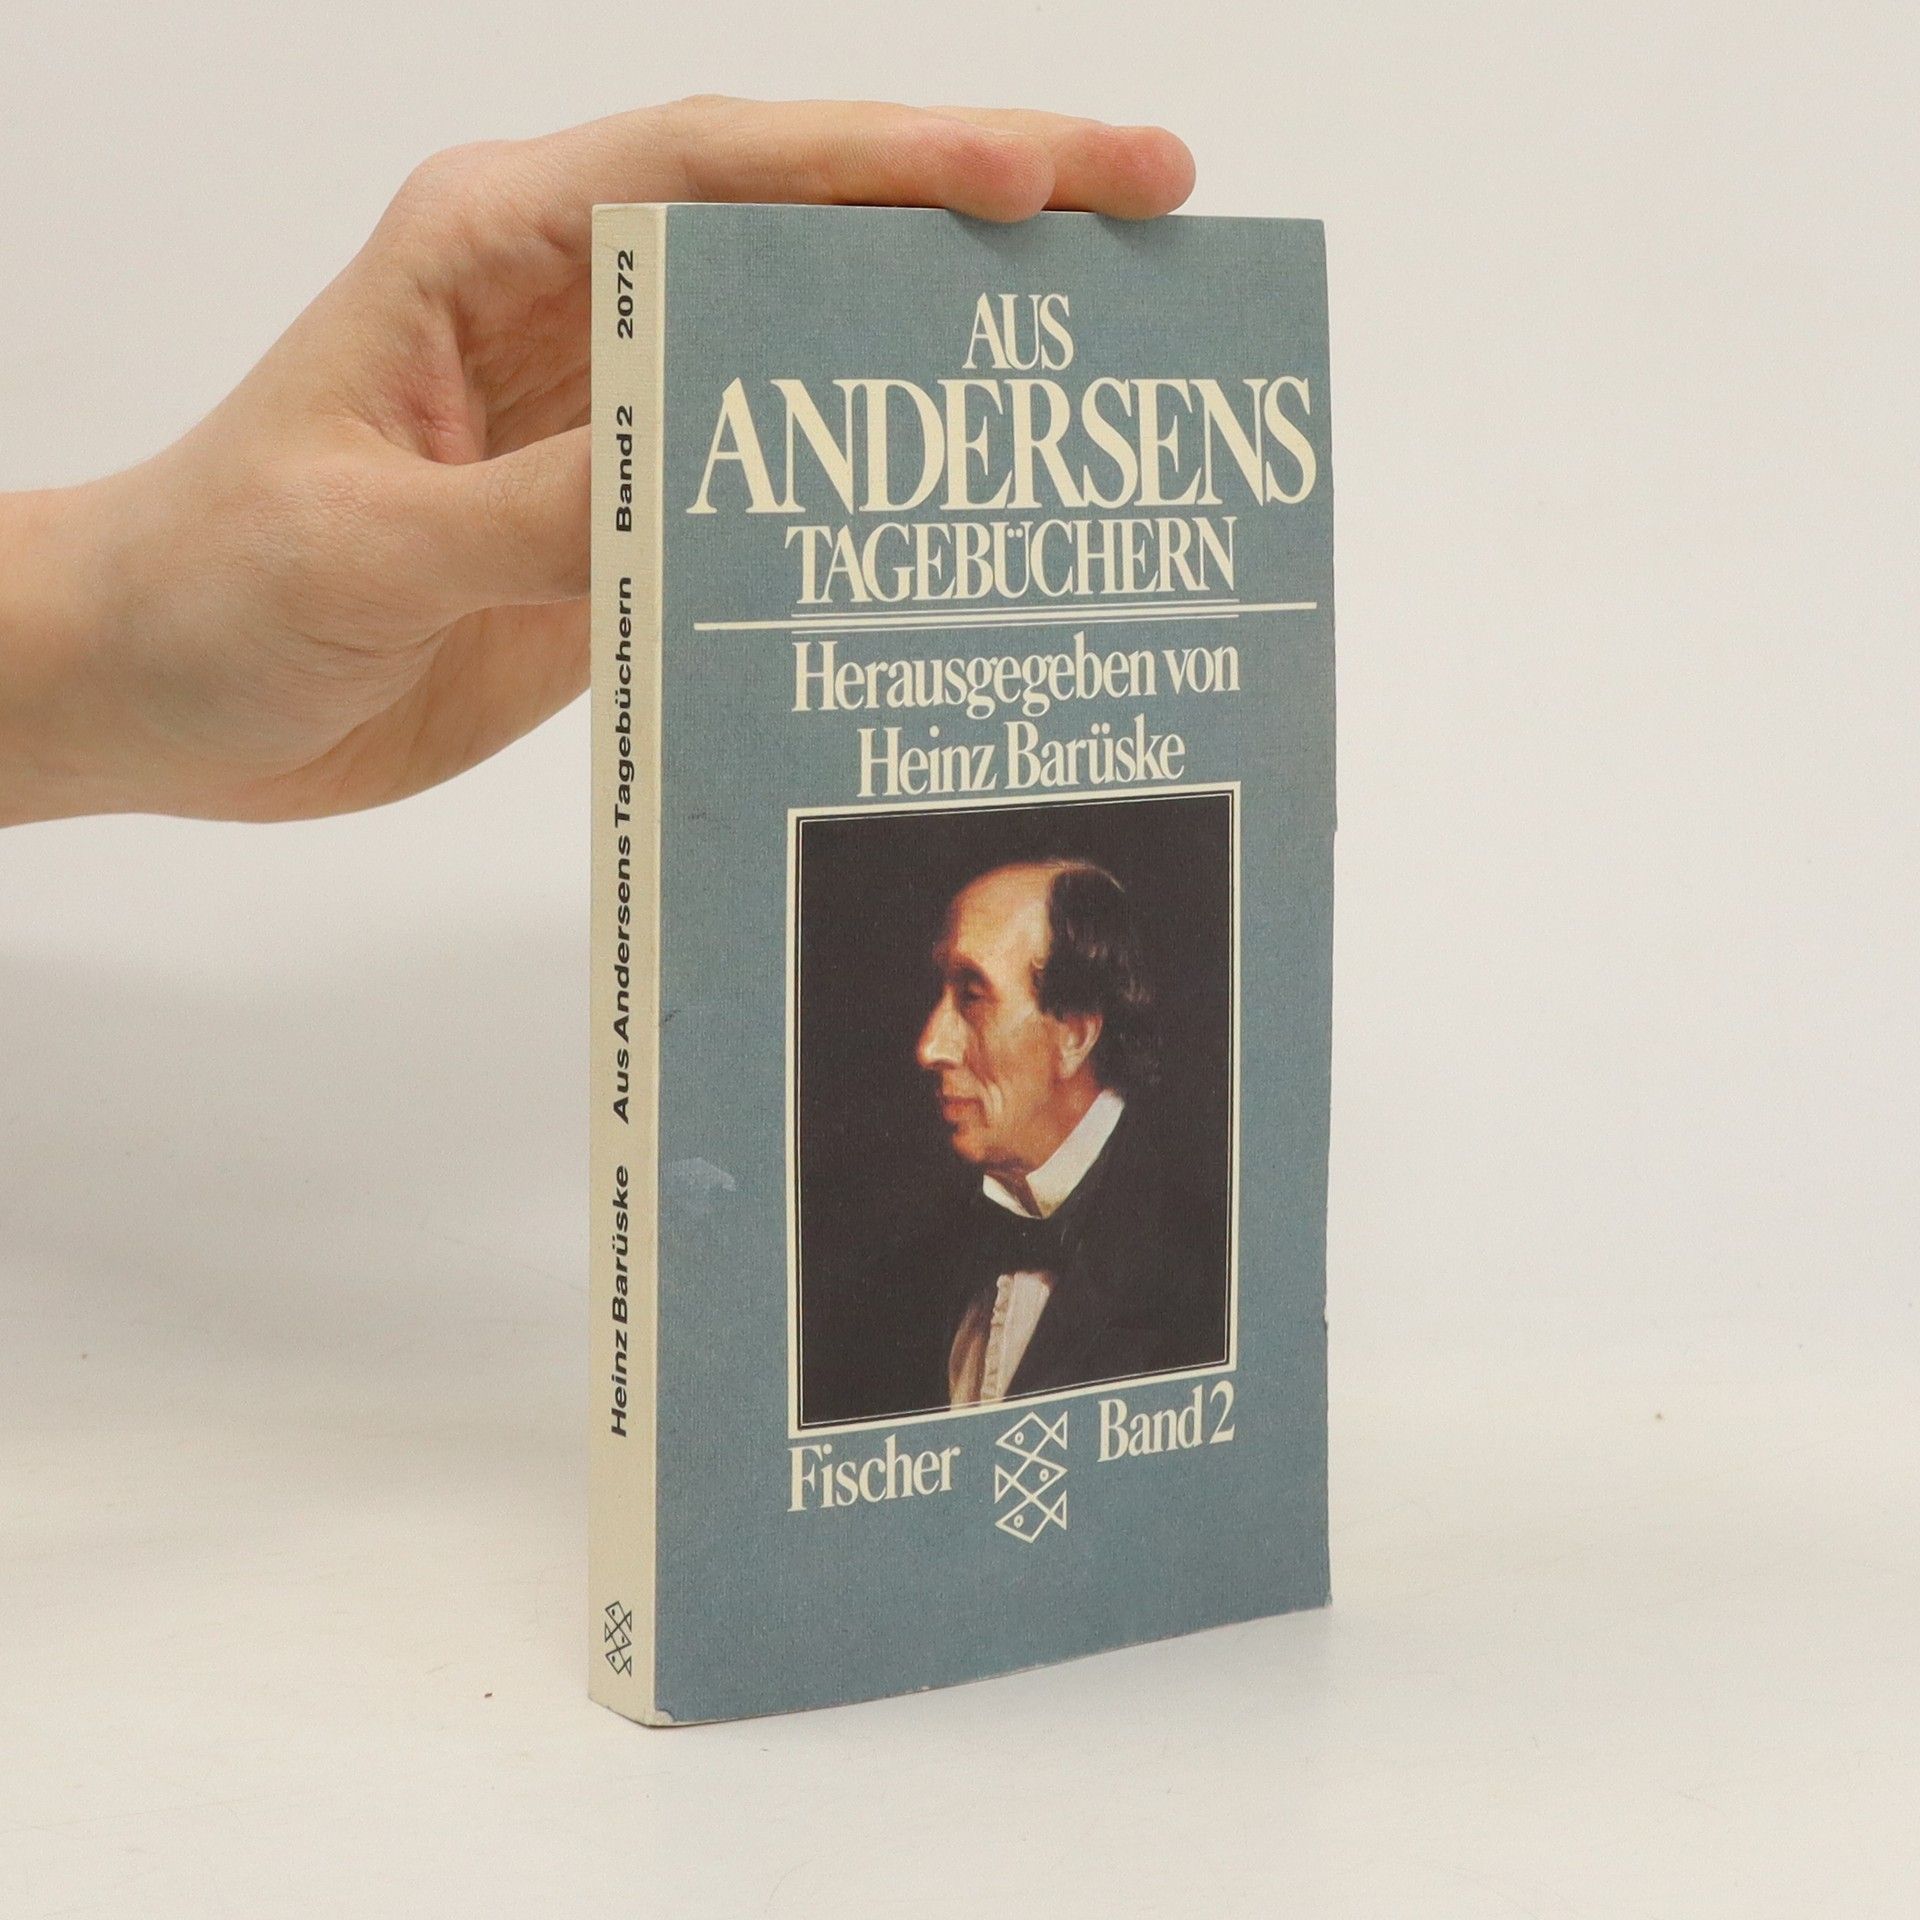 AUS
ANDERSENS
TAGEBÜCHERN
Herausgegeben von
Heinz Barüske
Fischer Band 2
Heinz Barüske Aus Andersens Tagebüchern Band 2 2072